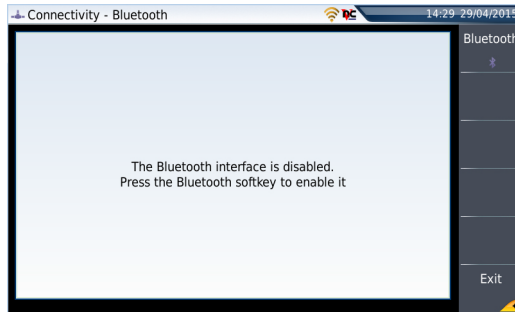 Connectivity - Bluetooth
14:29 29/04/2015
Bluetooth
The Bluetooth interface is disabled.
Press the Bluetooth softkey to enable it
Exit